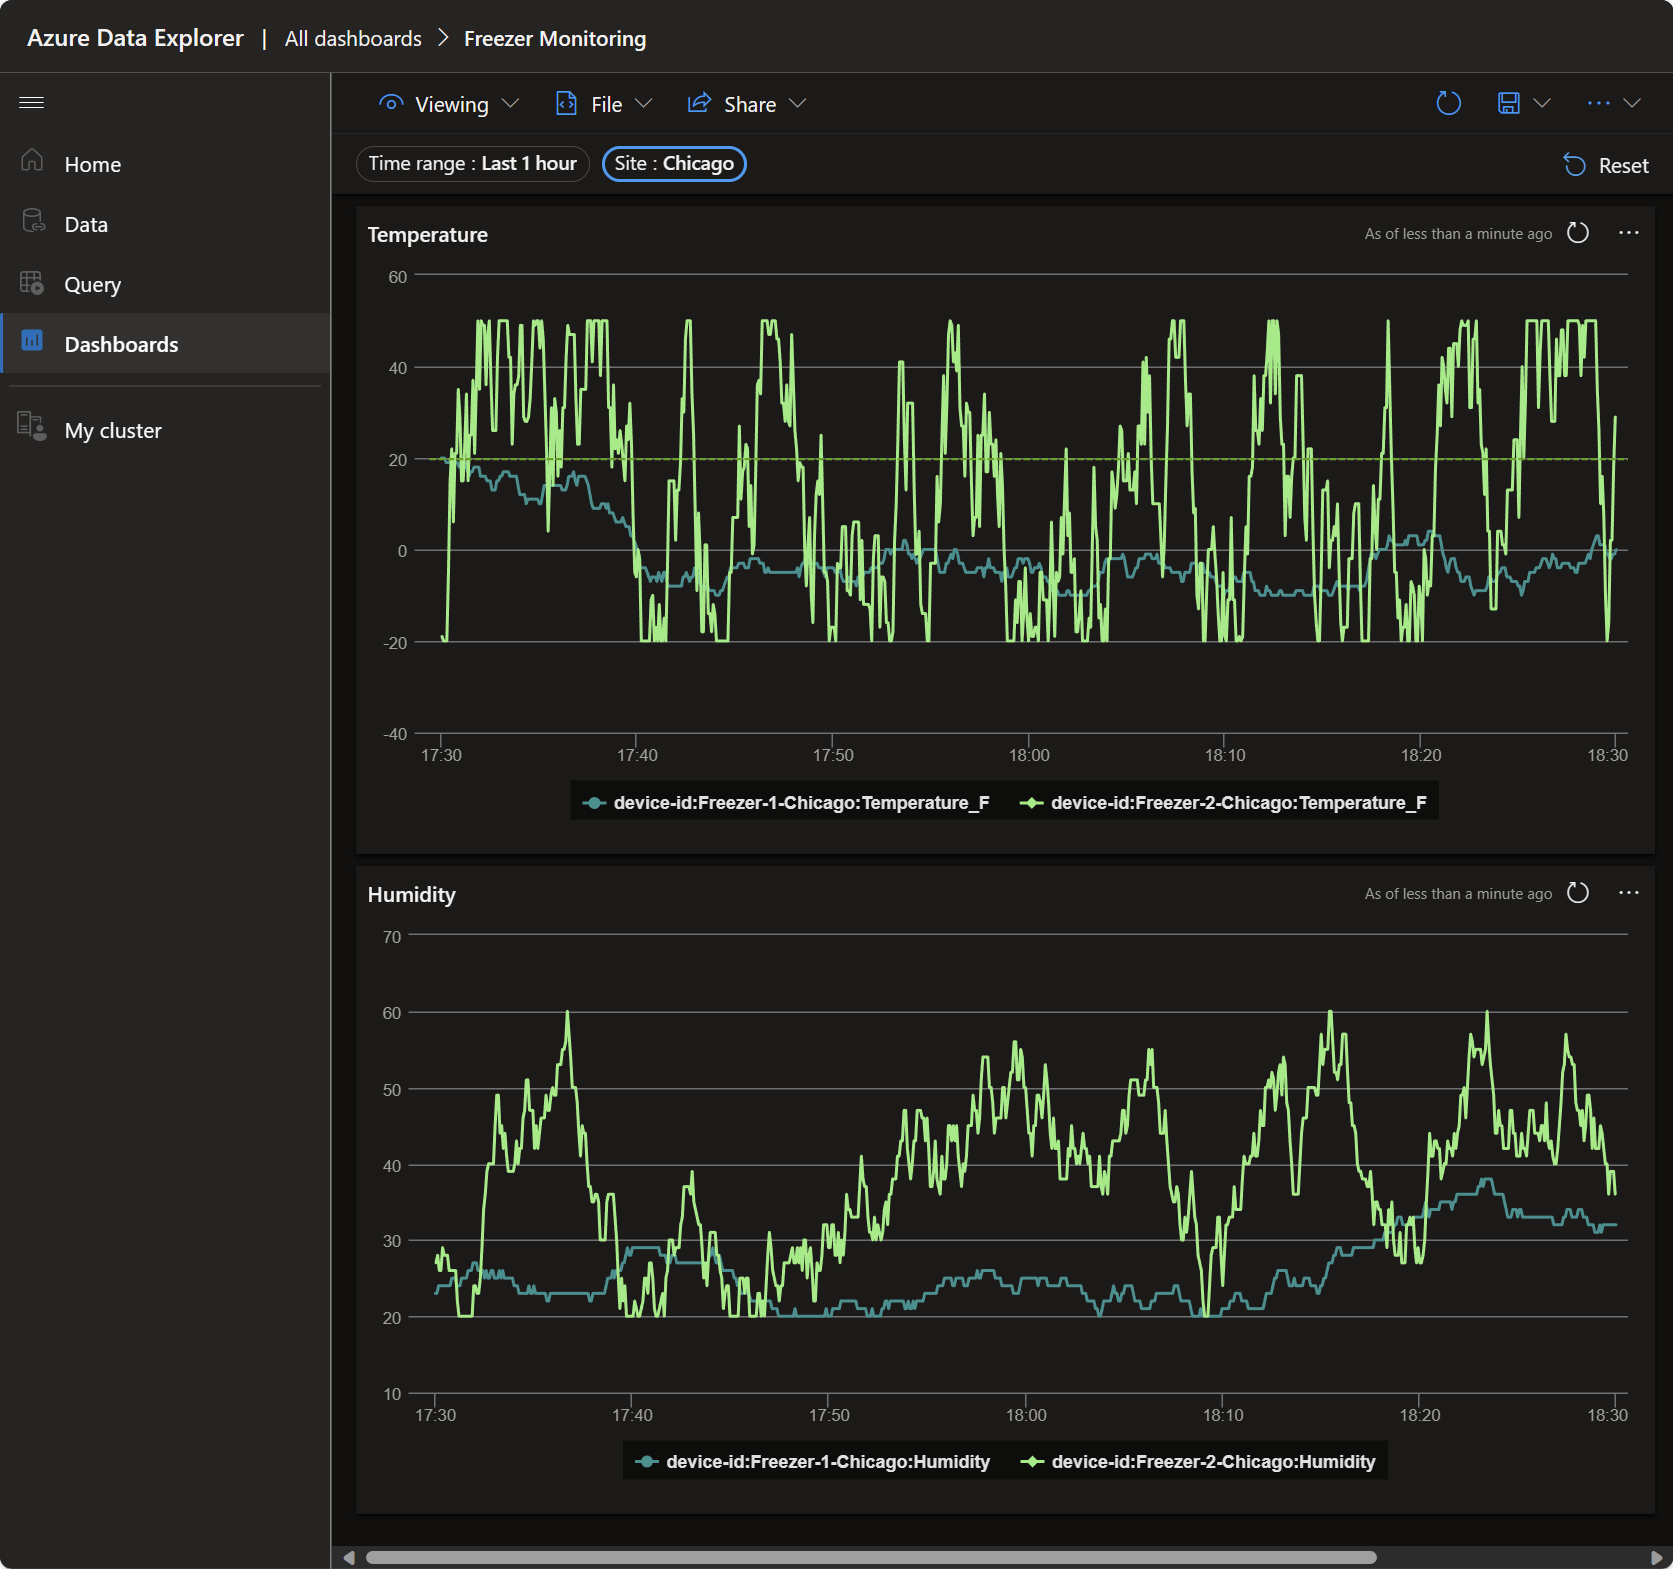 Azure Data Explorer | All dashboards > Freezer Monitoring
Viewing File Share
Home
Data
Query
Dashboards
My cluster
Time range : Last 1 hour Site : Chicago Reset
Temperature As of less than a minute ago
60
40
20
0
-20
-40
17:30 17:40 17:50 18:00 18:10 18:20 18:30
device-id:Freezer-1-Chicago:Temperature_F device-id:Freezer-2-Chicago:Temperature_F
Humidity As of less than a minute ago
70
60
50
40
30
20
10
17:30 17:40 17:50 18:00 18:10 18:20 18:30
device-id:Freezer-1-Chicago:Humidity device-id:Freezer-2-Chicago:Humidity